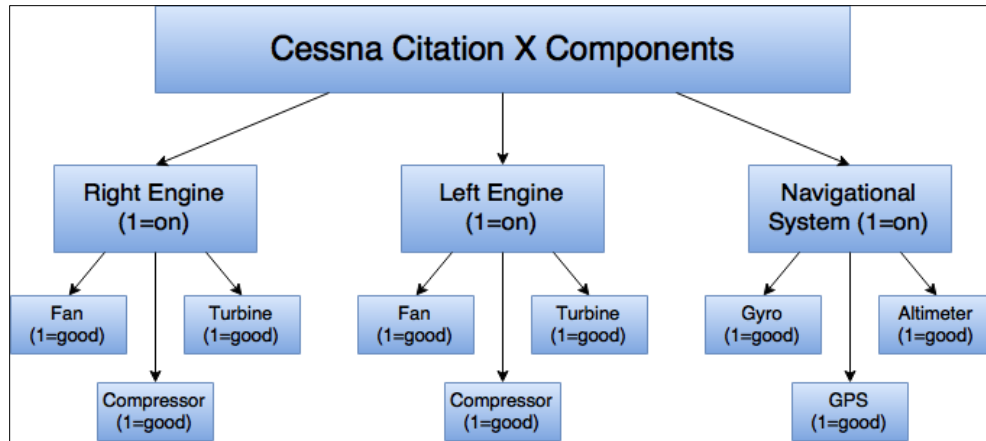 Cessna Citation X Components
Right Engine
(1=on)
Left Engine
(1=on)
Navigational
System (1=on)
Fan
(1=good)
Turbine
(1=good)
Compressor
(1=good)
Fan
(1=good)
Turbine
(1=good)
Compressor
(1=good)
Gyro
(1=good)
Altimeter
(1=good)
GPS
(1=good)